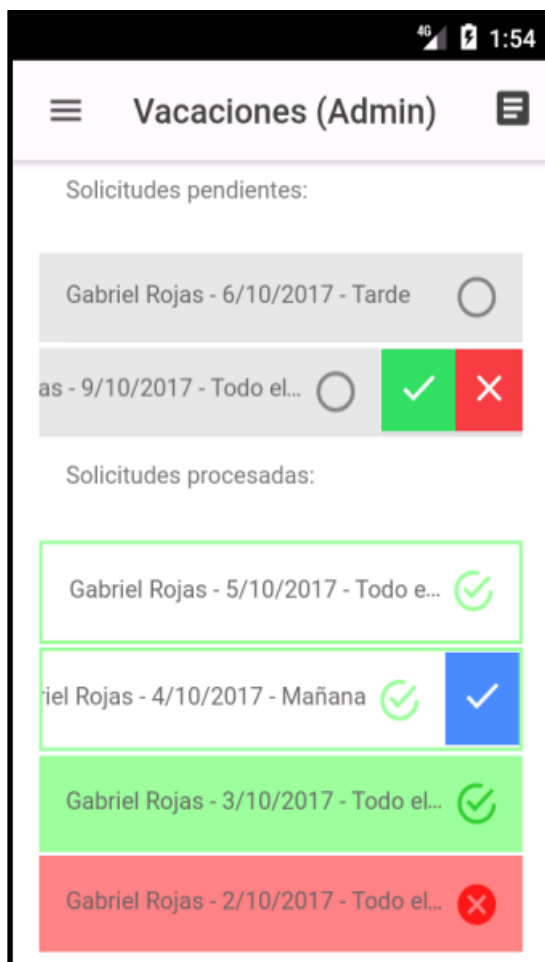 4G 1:54
Vacaciones (Admin)
Solicitudes pendientes:
Gabriel Rojas - 6/10/2017 - Tarde
as - 9/10/2017 - Todo el...
Solicitudes procesadas:
Gabriel Rojas - 5/10/2017 - Todo e...
riel Rojas - 4/10/2017 - Mañana
Gabriel Rojas - 3/10/2017 - Todo el...
Gabriel Rojas - 2/10/2017 - Todo el...